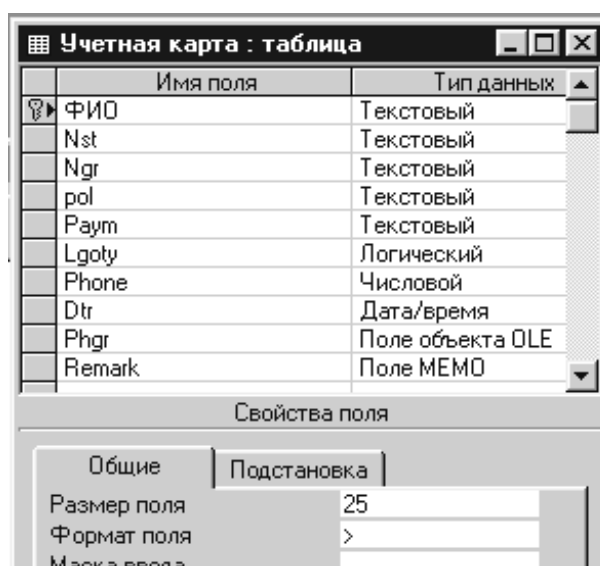 Учетная карта : таблица
Имя поля Тип данных
ФИО Текстовый
Nst Текстовый
Ngr Текстовый
pol Текстовый
Paym Текстовый
Lgoty Логический
Phone Числовой
Dtr Дата/время
Phgr Поле объекта OLE
Remark Поле MEMO
Свойства поля
Общие Подстановка
Размер поля 25
Формат поля >
Маска ввода